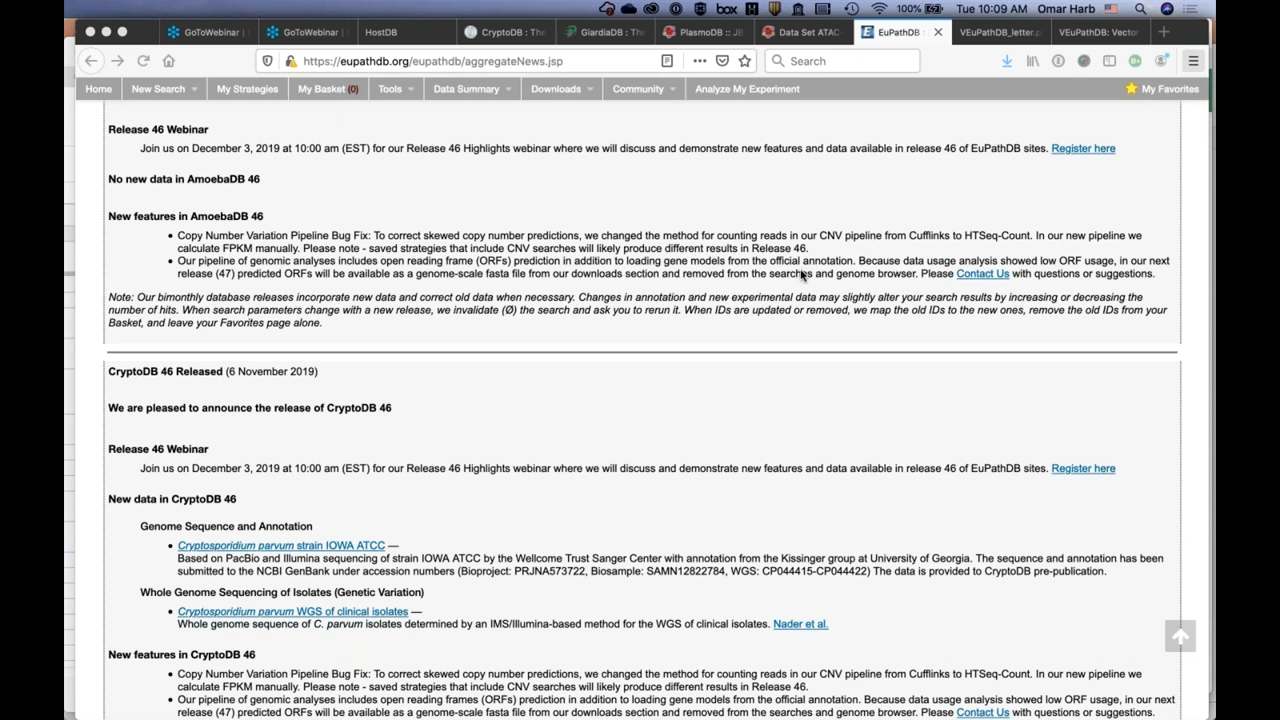 box
100%
Tue 10:09 AM
Omar Harb
GoToWebinar
GoToWebinar
HostDB
CryptoDB : The
GiardiaDB : Th
PlasmoDB :: JB
Data Set ATAC-
EuPathDB :
VEuPathDB_letter.p
VEuPathDB: Vector
https://eupathdb.org/eupathdb/aggregateNews.jsp
Search
Home
New Search
My Strategies
My Basket (0)
Tools
Data Summary
Downloads
Community
Analyze My Experiment
My Favorites
Release 46 Webinar
Join us on December 3, 2019 at 10:00 am (EST) for our Release 46 Highlights webinar where we will discuss and demonstrate new features and data available in release 46 of EuPathDB sites. Register here
No new data in AmoebaDB 46
New features in AmoebaDB 46
• Copy Number Variation Pipeline Bug Fix: To correct skewed copy number predictions, we changed the method for counting reads in our CNV pipeline from Cufflinks to HTSeq-Count. In our new pipeline we
calculate FPKM manually. Please note - saved strategies that include CNV searches will likely produce different results in Release 46.
• Our pipeline of genomic analyses includes open reading frame (ORFs) prediction in addition to loading gene models from the official annotation. Because data usage analysis showed low ORF usage, in our next
release (47) predicted ORFs will be available as a genome-scale fasta file from our downloads section and removed from the searches and genome browser. Please Contact Us with questions or suggestions.
Note: Our bimonthly database releases incorporate new data and correct old data when necessary. Changes in annotation and new experimental data may slightly alter your search results by increasing or decreasing the
number of hits. When search parameters change with a new release, we invalidate (Ø) the search and ask you to rerun it. When IDs are updated or removed, we map the old IDs to the new ones, remove the old IDs from your
Basket, and leave your Favorites page alone.
CryptoDB 46 Released (6 November 2019)
We are pleased to announce the release of CryptoDB 46
Release 46 Webinar
Join us on December 3, 2019 at 10:00 am (EST) for our Release 46 Highlights webinar where we will discuss and demonstrate new features and data available in release 46 of EuPathDB sites. Register here
New data in CryptoDB 46
Genome Sequence and Annotation
• Cryptosporidium parvum strain IOWA ATCC —
Based on PacBio and Illumina sequencing of strain IOWA ATCC by the Wellcome Trust Sanger Center with annotation from the Kissinger group at University of Georgia. The sequence and annotation has been
submitted to the NCBI GenBank under accession numbers (Bioproject: PRJNA573722, Biosample: SAMN12822784, WGS: CP044415-CP044422) The data is provided to CryptoDB pre-publication.
Whole Genome Sequencing of Isolates (Genetic Variation)
• Cryptosporidium parvum WGS of clinical isolates —
Whole genome sequence of C. parvum isolates determined by an IMS/Illumina-based method for the WGS of clinical isolates. Nader et al.
New features in CryptoDB 46
• Copy Number Variation Pipeline Bug Fix: To correct skewed copy number predictions, we changed the method for counting reads in our CNV pipeline from Cufflinks to HTSeq-Count. In our new pipeline we
calculate FPKM manually. Please note - saved strategies that include CNV searches will likely produce different results in Release 46.
• Our pipeline of genomic analyses includes open reading frames (ORFs) prediction in addition to loading gene models from the official annotation. Because data usage analysis showed low ORF usage, in our next
release (47) predicted ORFs will be available as a genome-scale fasta file from our downloads section and removed from the searches and genome browser. Please Contact Us with questions or suggestions.